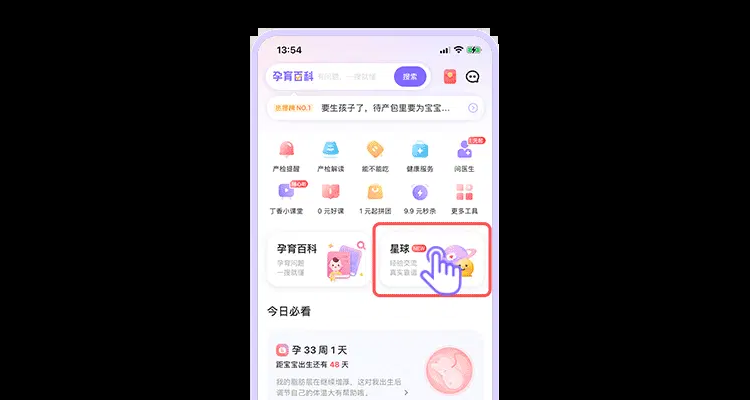 13:54
孕育百科 有问题，一搜就懂 搜索
热搜榜 NO.1 要生孩子了，待产包里要为宝宝...
产检提醒 产检解读 能不能吃 健康服务 问医生
随心听
丁香小课堂 0 元好课 1 元起拼团 9.9 元秒杀 更多工具
孕育百科
孕育问题
一搜就懂
星球 NEW
经验交流
真实靠谱
今日必看
孕 33 周 1 天
距宝宝出生还有 48 天
我的脂肪层在继续增厚，这对我出生后
调节自己的体温大有帮助哦。